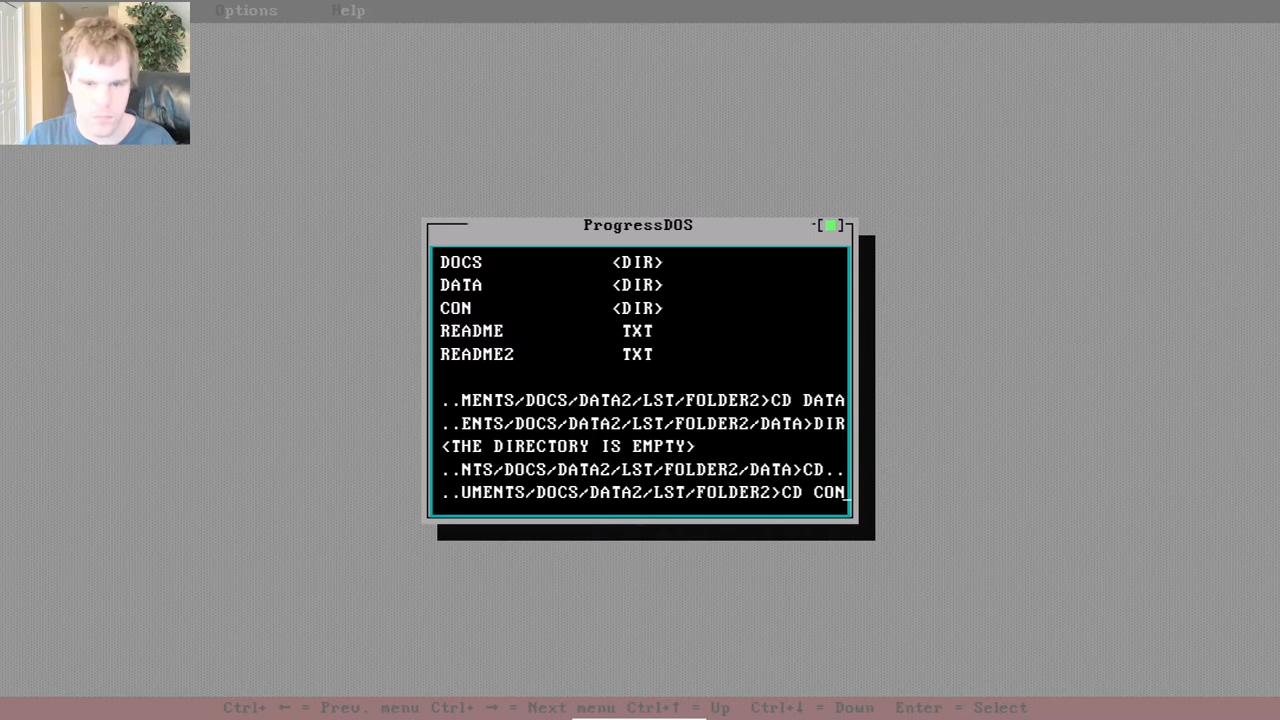 Options Help
ProgressDOS
DOCS <DIR>
DATA <DIR>
CON <DIR>
README TXT
README2 TXT
..MENTS/DOCS/DATA2/LST/FOLDER2>CD DATA
..ENTS/DOCS/DATA2/LST/FOLDER2/DATA>DIR
<THE DIRECTORY IS EMPTY>
..NTS/DOCS/DATA2/LST/FOLDER2/DATA>CD..
..UMENTS/DOCS/DATA2/LST/FOLDER2>CD CON_
Ctrl+ ← = Prev. menu Ctrl+ → = Next menu Ctrl+↑ = Up Ctrl+↓ = Down Enter = Select